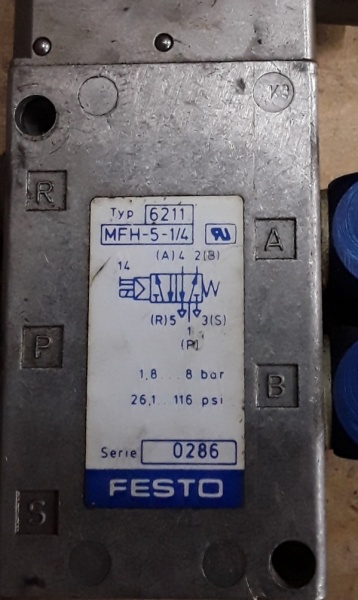 K3
R
Typ 6211
MFH-5-1/4
A
(A)4 2(B)
14
(R)5 3(S)
1
(P)
P
1,8...8 bar
B
26,1...116 psi
Serie 0286
FESTO
S